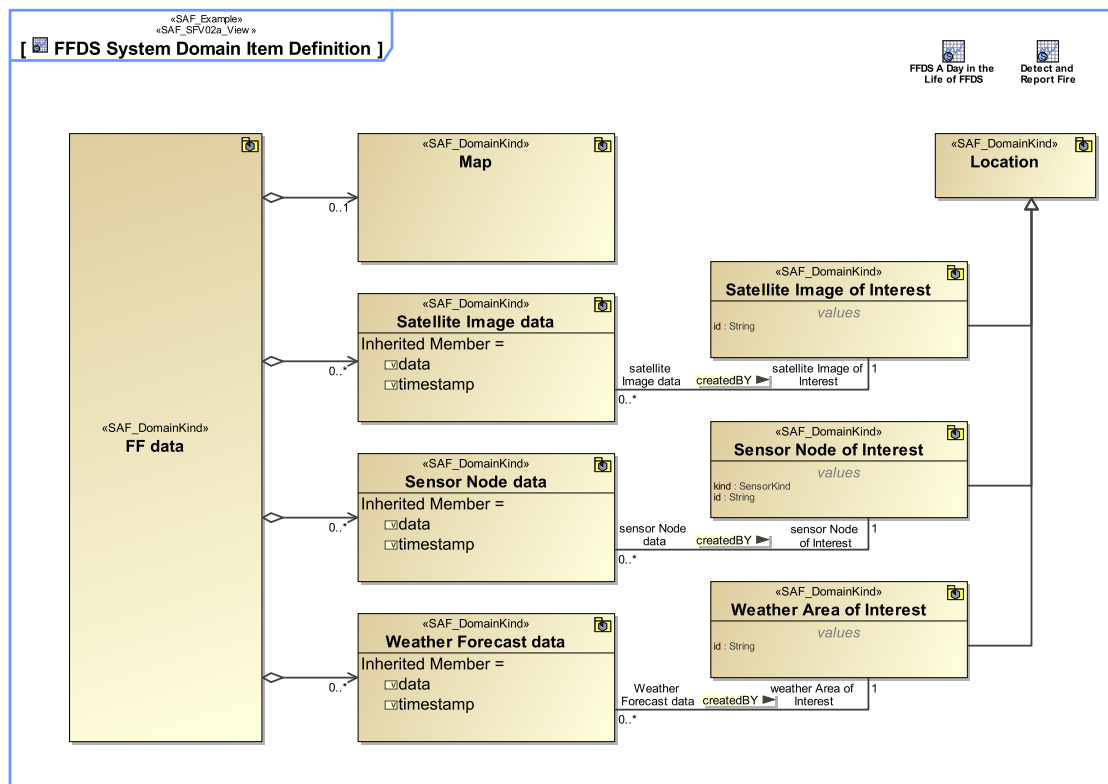 «SAF_Example»
«SAF_SFV02a_View »
[ FFDS System Domain Item Definition ]
FFDS A Day in the
Life of FFDS
Detect and
Report Fire
«SAF_DomainKind»
FF data
«SAF_DomainKind»
Map
0..1
«SAF_DomainKind»
Location
«SAF_DomainKind»
Satellite Image data
Inherited Member =
data
timestamp
0..*
«SAF_DomainKind»
Satellite Image of Interest
values
id : String
satellite
Image data
0..*
createdBY
satellite Image of
Interest
1
«SAF_DomainKind»
Sensor Node data
Inherited Member =
data
timestamp
0..*
«SAF_DomainKind»
Sensor Node of Interest
values
kind : SensorKind
id : String
sensor Node
data
0..*
createdBY
sensor Node
of Interest
1
«SAF_DomainKind»
Weather Forecast data
Inherited Member =
data
timestamp
0..*
«SAF_DomainKind»
Weather Area of Interest
values
id : String
Weather
Forecast data
0..*
createdBY
weather Area of
Interest
1